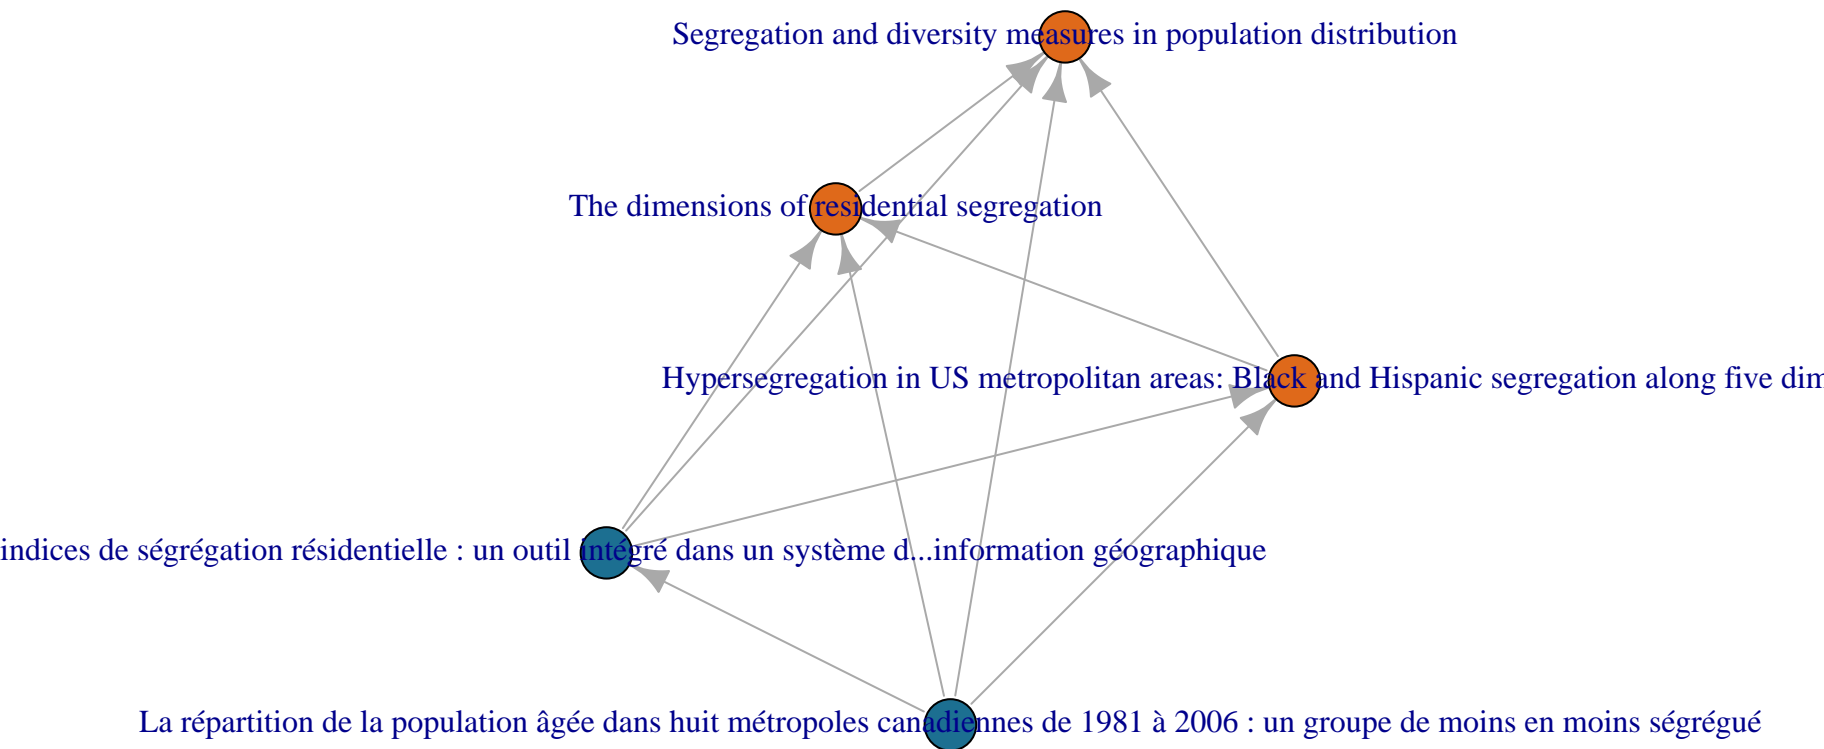 Segregation and diversity measures in population distribution
The dimensions of residential segregation
Hypersegregation in US metropolitan areas: Black and Hispanic segregation along five dim
indices de ségrégation résidentielle : un outil intégré dans un système d...information géographique
La répartition de la population âgée dans huit métropoles canadiennes de 1981 à 2006 : un groupe de moins en moins ségrégué